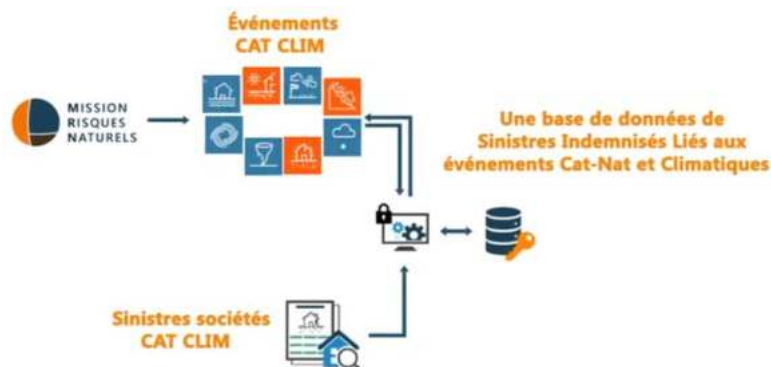 Événements
CAT CLIM
MISSION
RISQUES
NATURELS
Une base de données de
Sinistres Indemnisés Liés aux
événements Cat-Nat et Climatiques
Sinistres sociétés
CAT CLIM